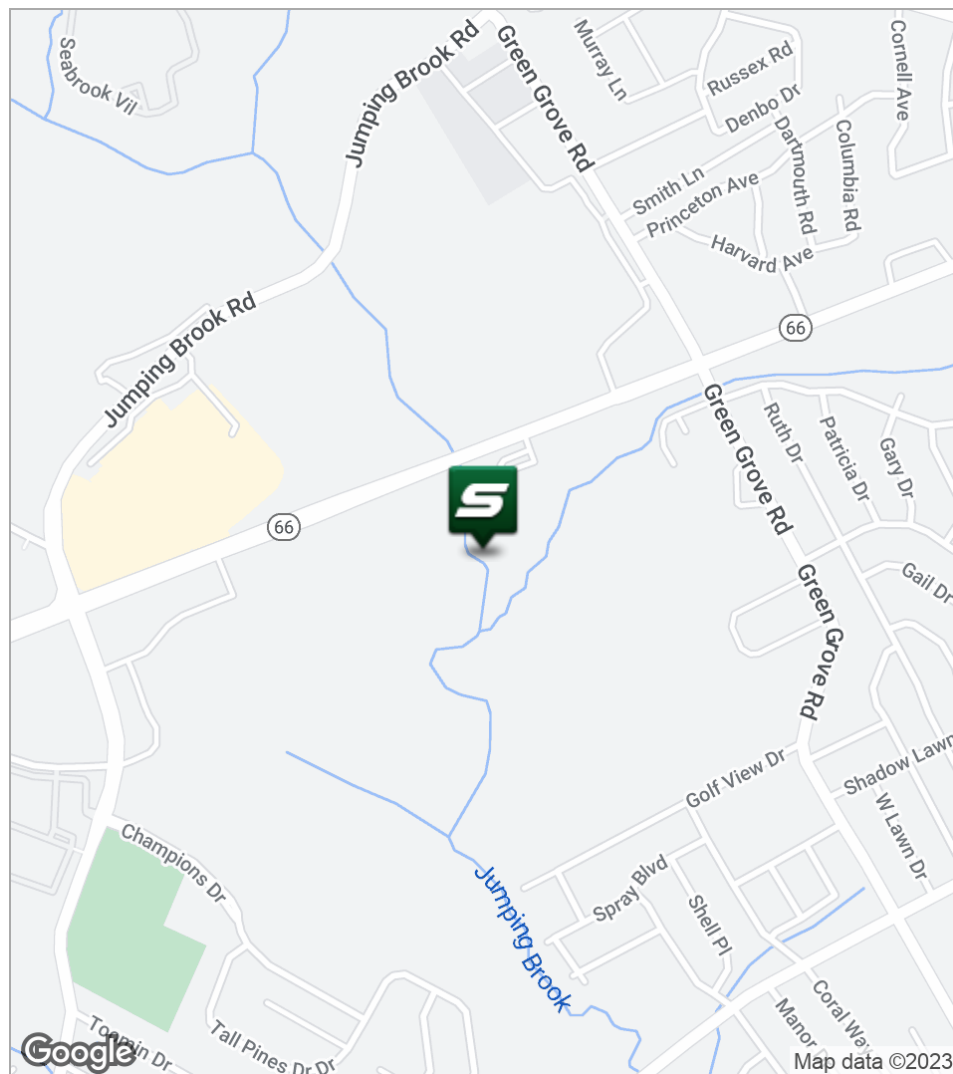 Seabrook Vil
Jumping Brook Rd
Green Grove Rd
Murray Ln
Russex Rd
Denbo Dr
Cornell Ave
Smith Ln
Princeton Ave
Dartmouth Rd
Columbia Rd
Harvard Ave
66
Jumping Brook Rd
Green Grove Rd
Ruth Dr
Patricia Dr
Gary Dr
S
66
Gail Dr
Green Grove Rd
Golf View Dr
Shadow Lawn
W Lawn Dr
Champions Dr
Spray Blvd
Shell Pl
Jumping Brook
Coral Way
Manor
Toomin Dr
Tall Pines Dr Dr
Google
Map data ©2023